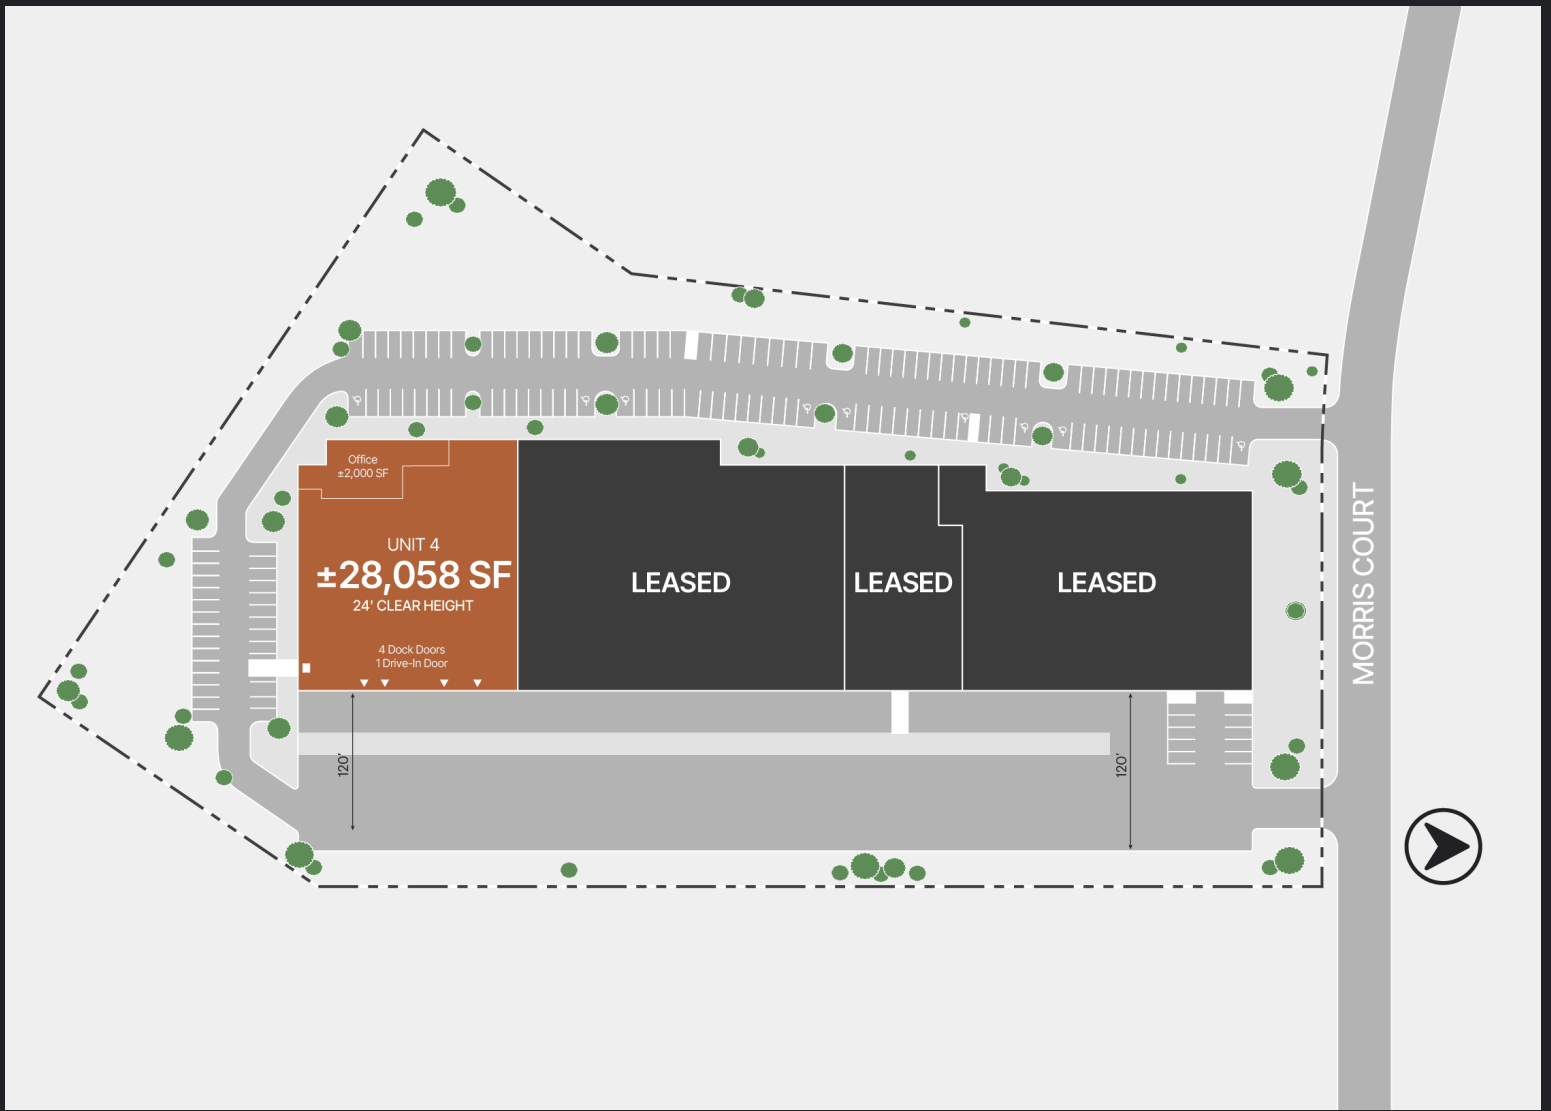 Office
±2,000 SF
UNIT 4
±28,058 SF
24' CLEAR HEIGHT
4 Dock Doors
1 Drive-In Door
LEASED
LEASED
LEASED
120'
120'
MORRIS COURT